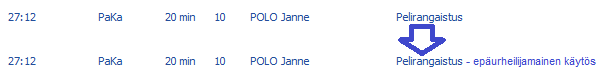 27:12 PaKa 20 min 10 POLO Janne Pelirangaistus
27:12 PaKa 20 min 10 POLO Janne Pelirangaistus - epäurheilijamainen käytös